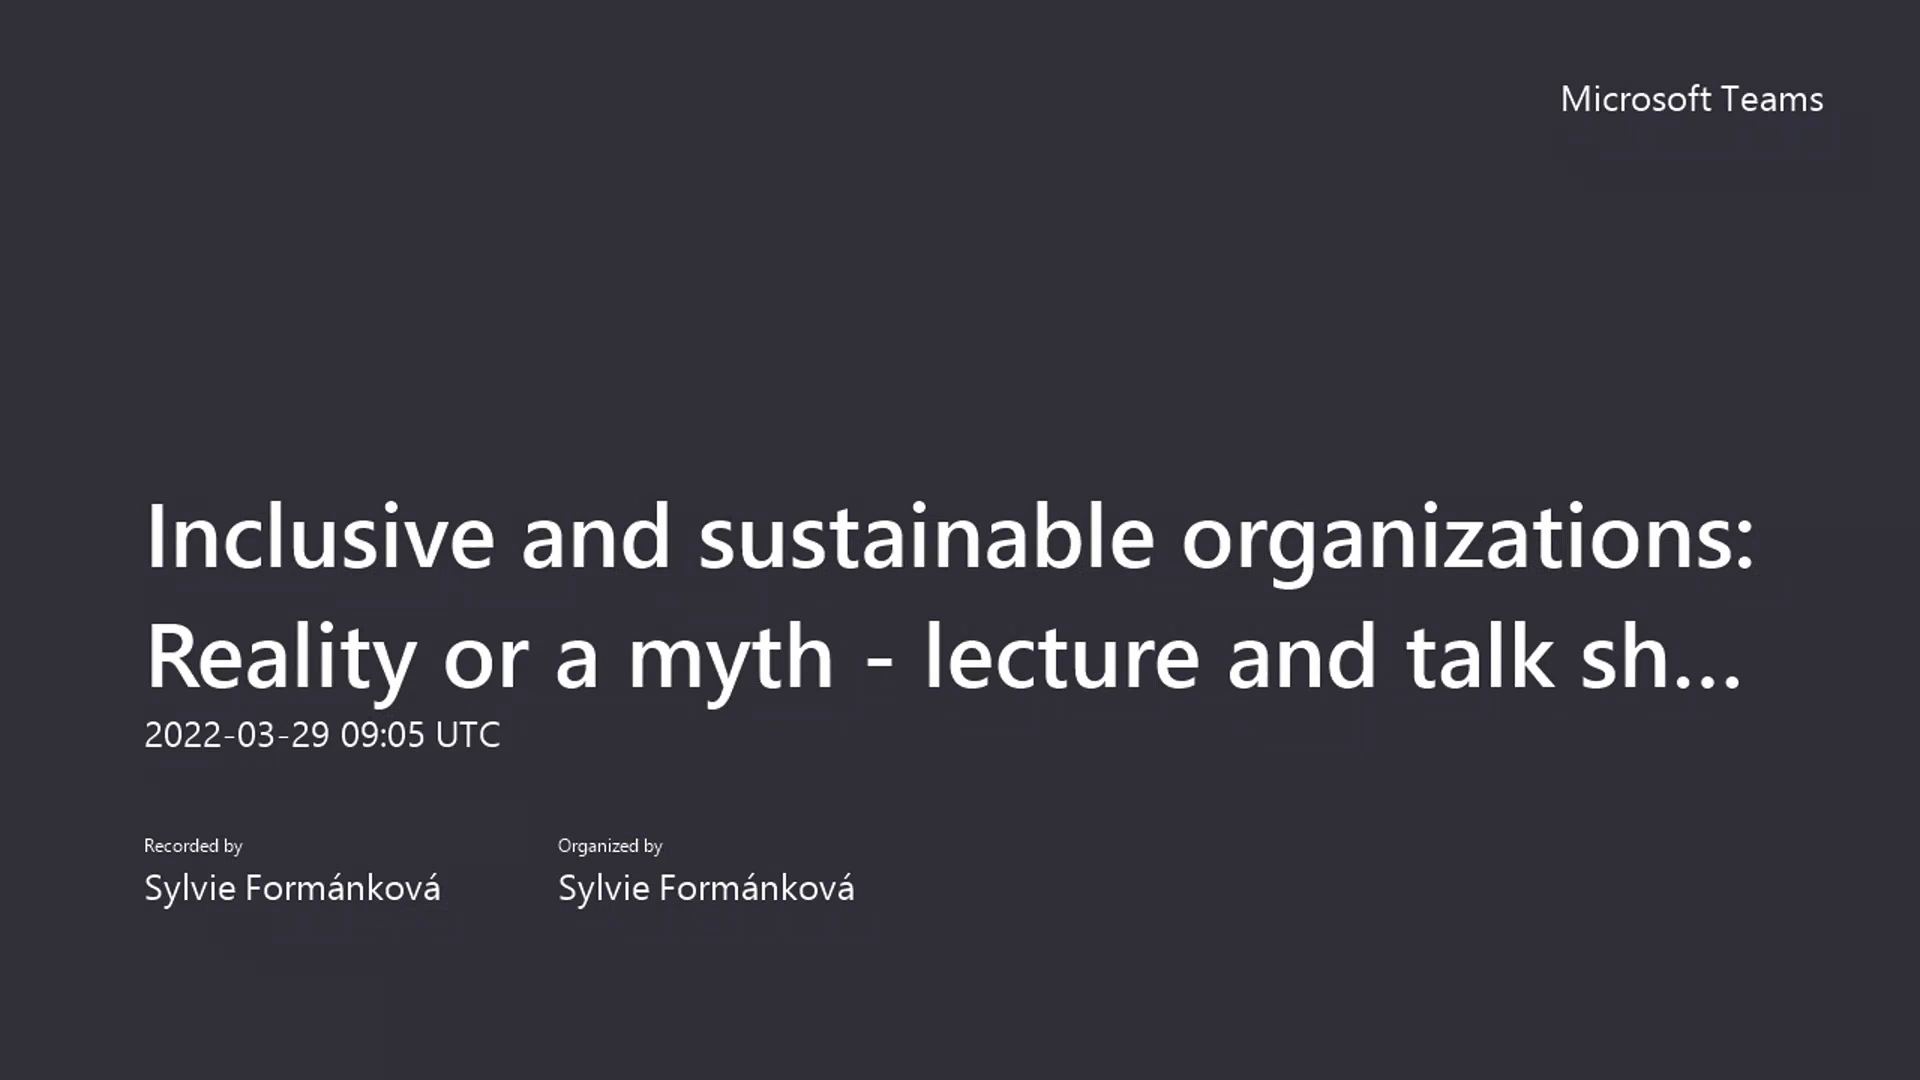 Microsoft Teams
Inclusive and sustainable organizations:
Reality or a myth - lecture and talk sh...
2022-03-29 09:05 UTC
Recorded by
Sylvie Formánková
Organized by
Sylvie Formánková